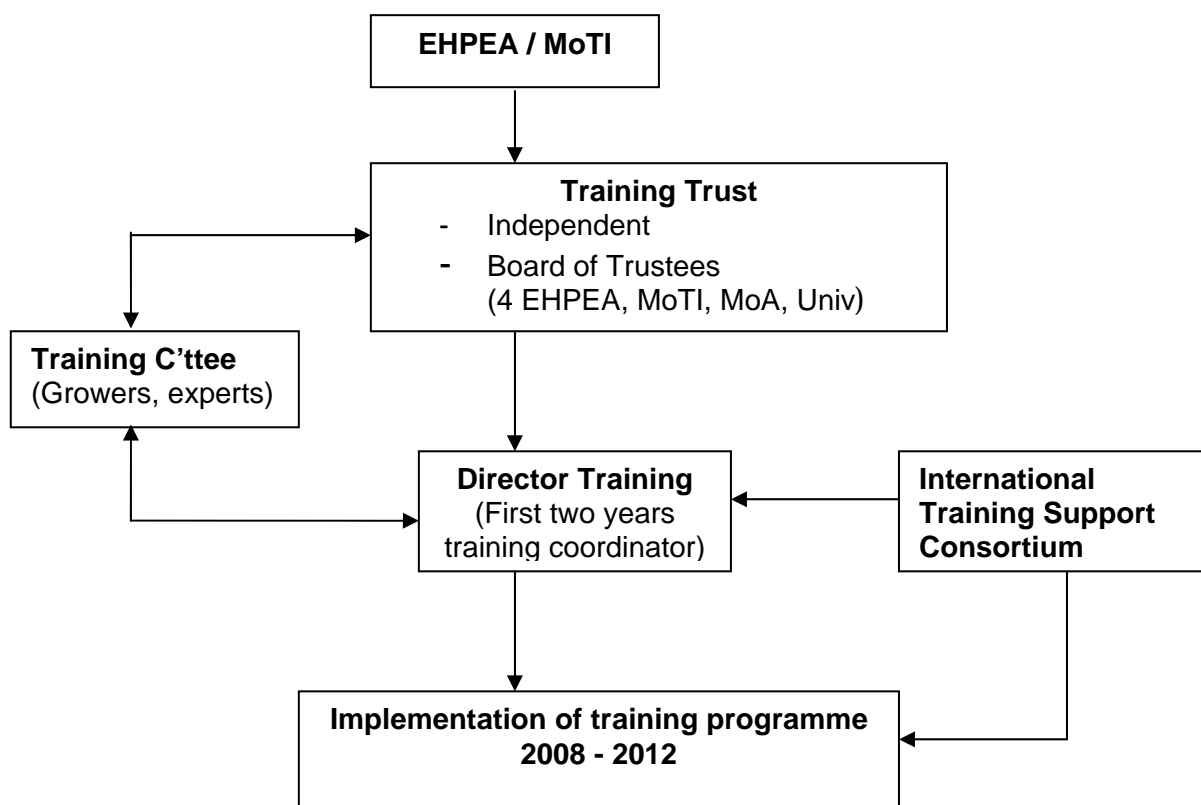 EHPEA / MoTI
Training Trust
- Independent
- Board of Trustees
(4 EHPEA, MoTI, MoA, Univ)
Training C’ttee
(Growers, experts)
Director Training
(First two years
training coordinator)
International
Training Support
Consortium
Implementation of training programme
2008 - 2012